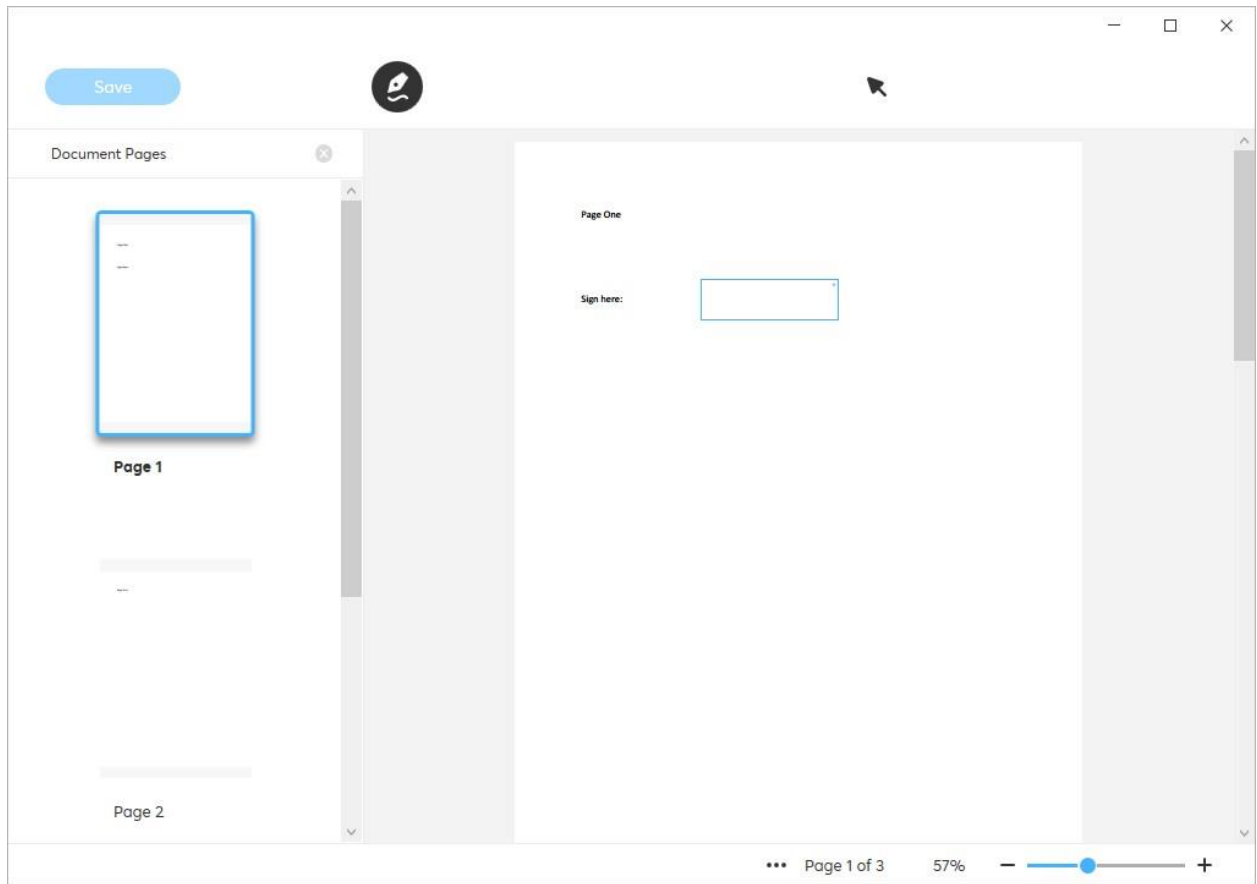 Save
Document Pages
Page 1
Page 2
Page One
Sign here:
Page 1 of 3
57%